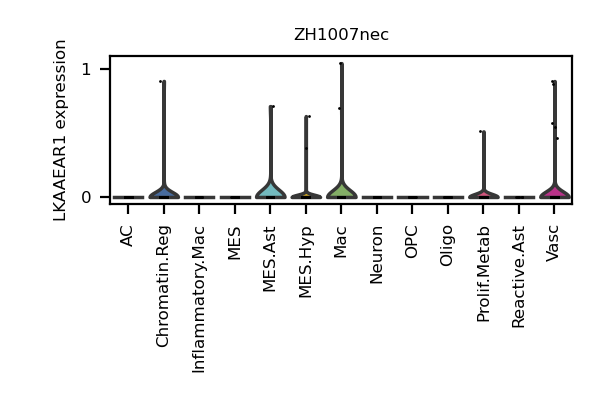 ZH1007nec
LKAAEAR1 expression
1
0
AC
Chromatin.Reg
Inflammatory.Mac
MES
MES.Ast
MES.Hyp
Mac
Neuron
OPC
Oligo
Prolif.Metab
Reactive.Ast
Vasc